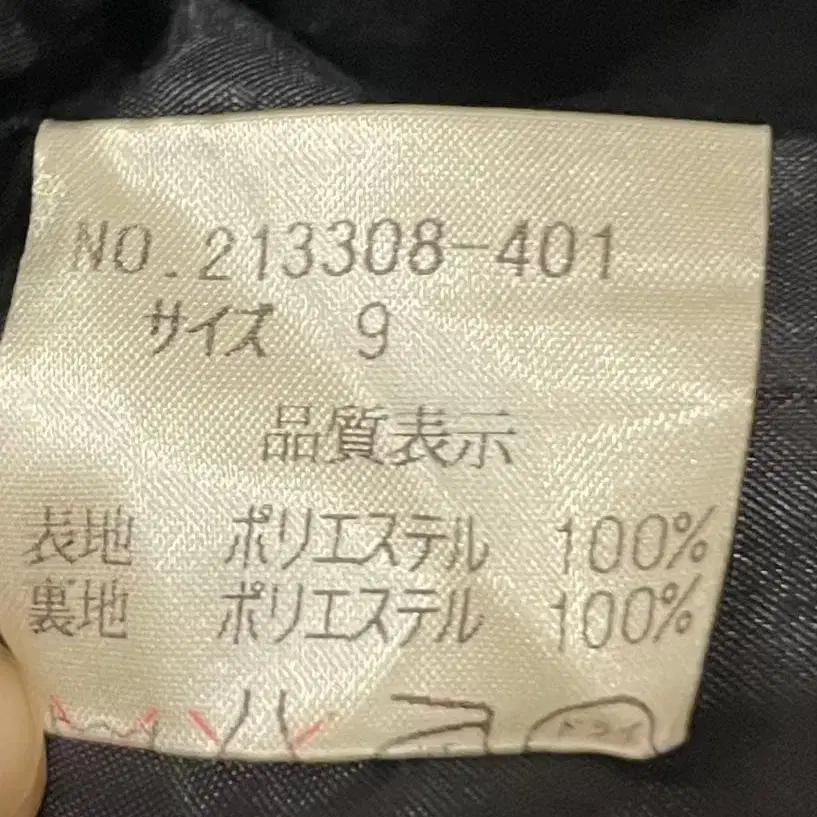 NO.213308-401
サイズ 9
品質表示
表地 ポリエステル 100%
裏地 ポリエステル 100%